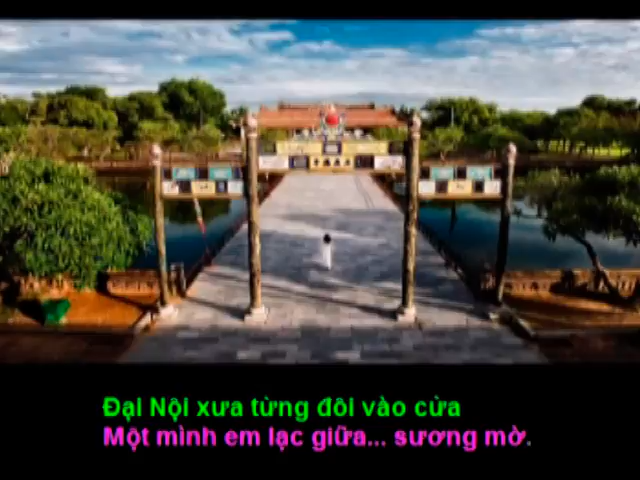 Đại Nội xưa từng đôi vào cửa
Một mình em lạc giữa... sương mờ.